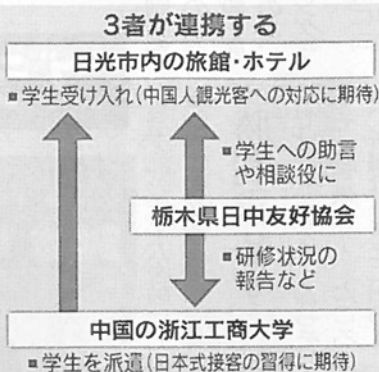 3者が連携する
日光市内の旅館・ホテル
■学生受け入れ(中国人観光客への対応に期待)
■学生への助言
や相談役に
栃木県日中友好協会
■研修状況の
報告など
中国の浙江工商大学
■学生を派遣(日本式接客の習得に期待)